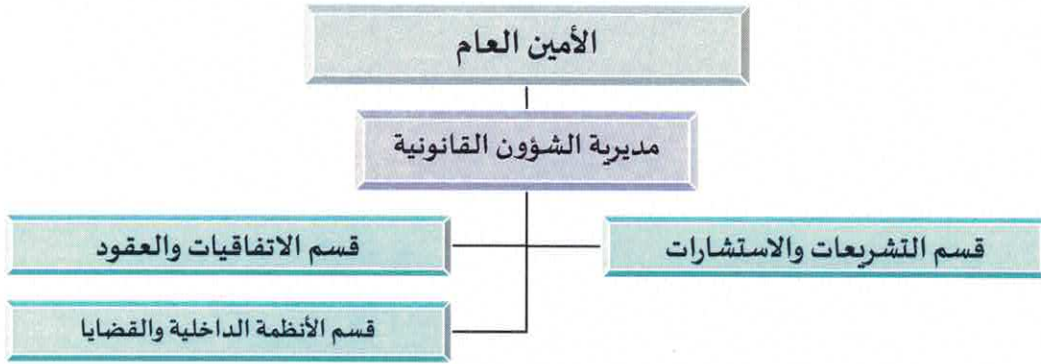 الأمين العام
مديرية الشؤون القانونية
قسم التشريعات والاستشارات
قسم الاتفاقيات والعقود
قسم الأنظمة الداخلية والقضايا